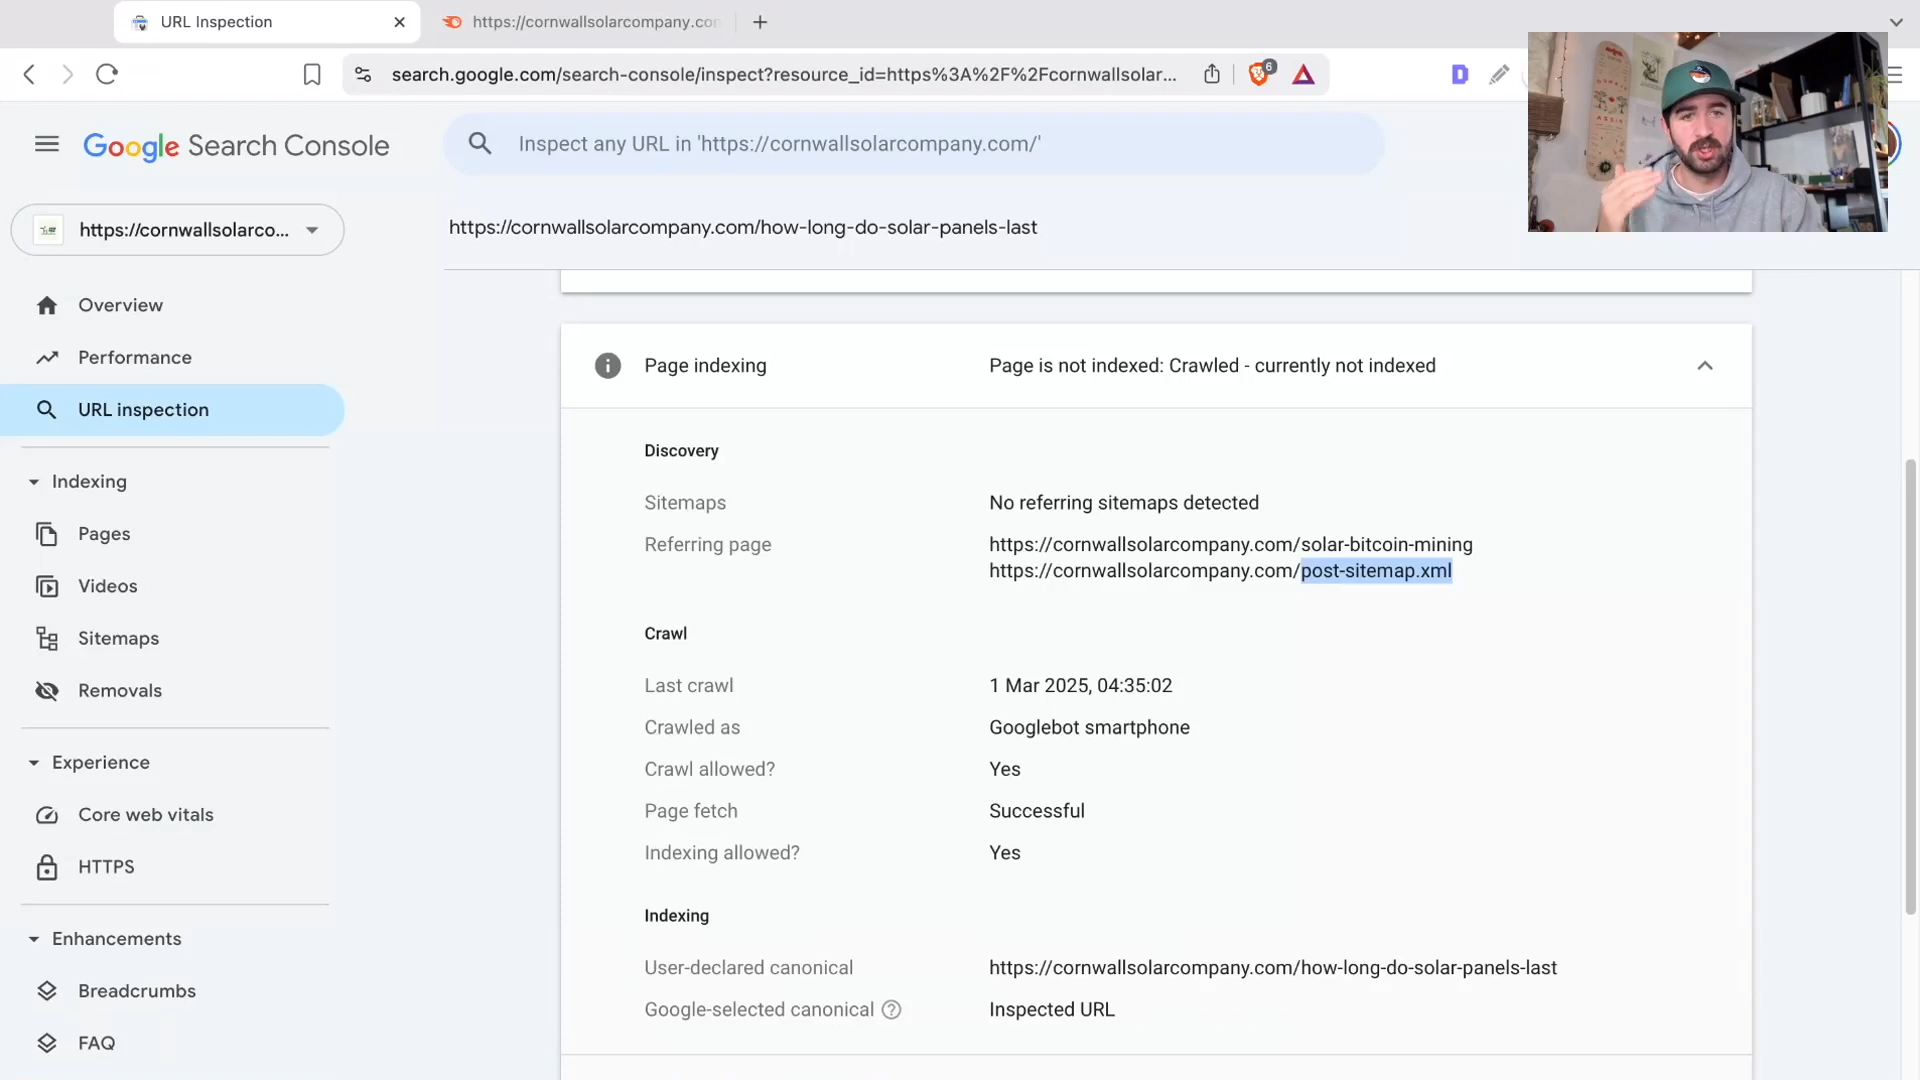 URL Inspection
https://cornwallsolarcompany.com
search.google.com/search-console/inspect?resource_id=https%3A%2F%2Fcornwallsolar...
6
D
Google Search Console
Inspect any URL in 'https://cornwallsolarcompany.com/'
https://cornwallsolarco...
https://cornwallsolarcompany.com/how-long-do-solar-panels-last
Overview
Performance
URL inspection
Indexing
Pages
Videos
Sitemaps
Removals
Experience
Core web vitals
HTTPS
Enhancements
Breadcrumbs
FAQ
Page indexing
Page is not indexed: Crawled - currently not indexed
Discovery
Sitemaps
No referring sitemaps detected
Referring page
https://cornwallsolarcompany.com/solar-bitcoin-mining
https://cornwallsolarcompany.com/post-sitemap.xml
Crawl
Last crawl
1 Mar 2025, 04:35:02
Crawled as
Googlebot smartphone
Crawl allowed?
Yes
Page fetch
Successful
Indexing allowed?
Yes
Indexing
User-declared canonical
https://cornwallsolarcompany.com/how-long-do-solar-panels-last
Google-selected canonical
Inspected URL